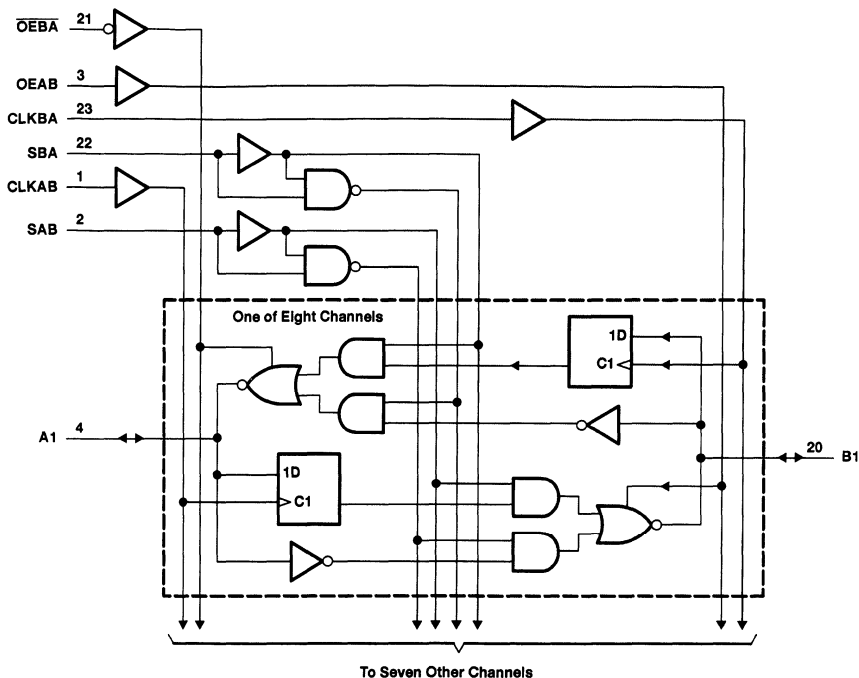 OEBA 21
OEAB 3
CLKBA 23
SBA 22
CLKAB 1
SAB 2
One of Eight Channels
1D
C1
A1 4
20 B1
1D
C1
To Seven Other Channels